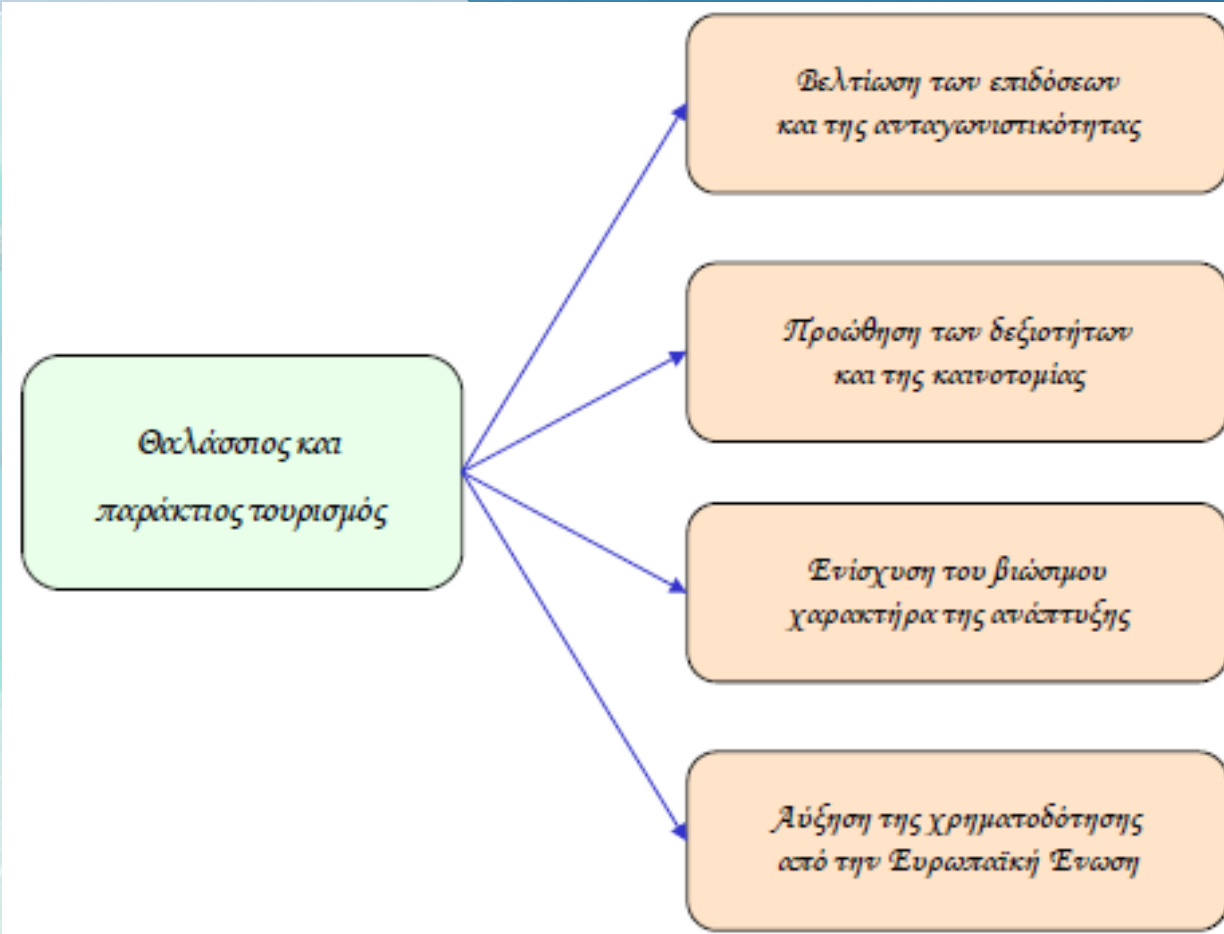 Θαλάσσιος και
παράκτιος τουρισμός
Βελτίωση των επιδόσεων
και της ανταγωνιστικότητας
Προώθηση των δεξιοτήτων
και της καινοτομίας
Ενίσχυση του βιώσιμου
χαρακτήρα της ανάπτυξης
Αύξηση της χρηματοδότησης
από την Ευρωπαϊκή Ένωση